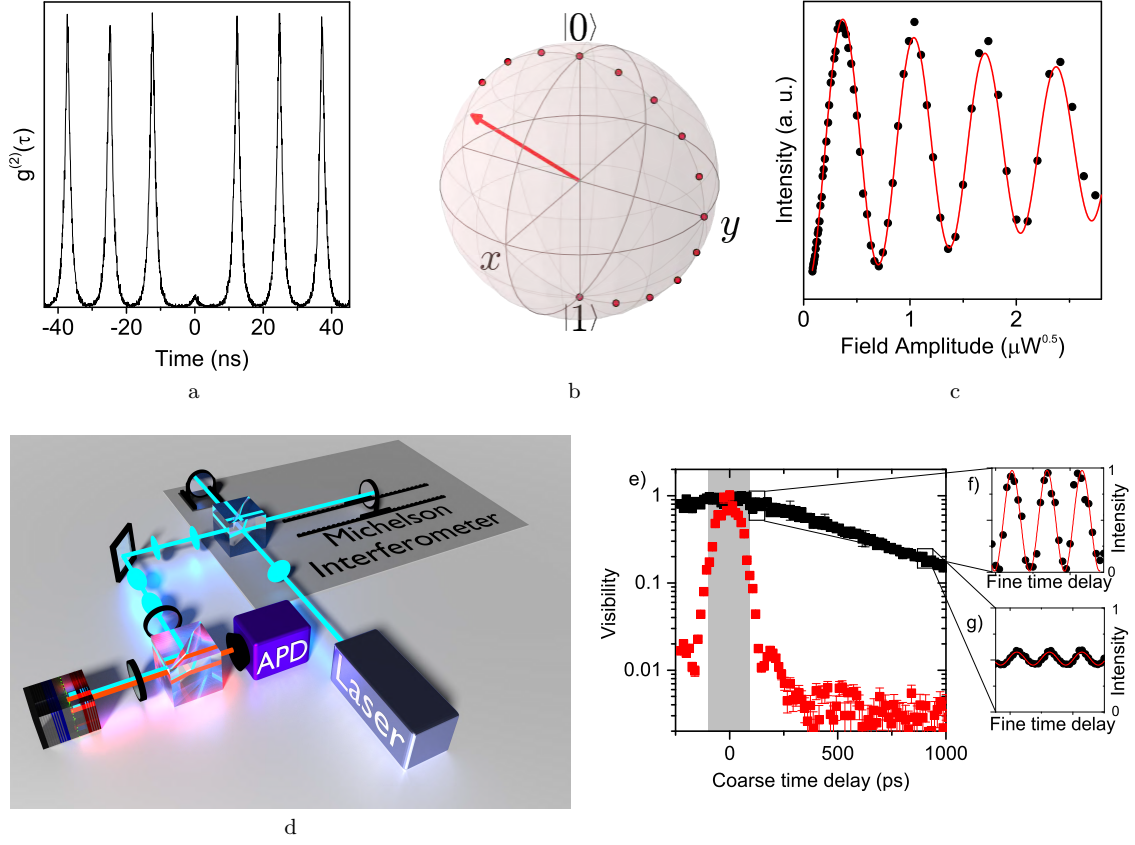 g⁽²⁾(τ)
-40 -20 0 20 40
Time (ns)
a
|0⟩
x
y
|1⟩
b
Intensity (a. u.)
0 1 2
Field Amplitude (μW⁰·⁵)
c
Michelson
Interferometer
APD
Laser
d
e)
Visibility
1
0.1
0.01
0 500 1000
Coarse time delay (ps)
f)
1
Intensity
0
Fine time delay
g)
1
Intensity
0
Fine time delay